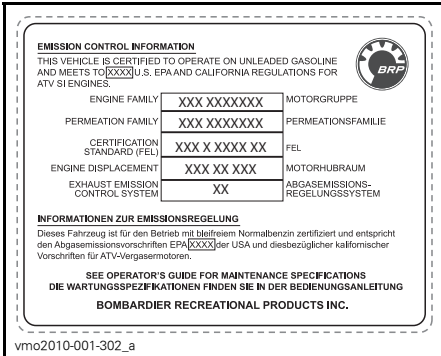 EMISSION CONTROL INFORMATION
THIS VEHICLE IS CERTIFIED TO OPERATE ON UNLEADED GASOLINE
AND MEETS TO XXXX U.S. EPA AND CALIFORNIA REGULATIONS FOR
ATV SI ENGINES.
BRP
ENGINE FAMILY XXX XXXXXXX MOTORGRUPPE
PERMEATION FAMILY XXX XXXXXXX PERMEATIONSFAMILIE
CERTIFICATION
STANDARD (FEL) XXX X XXXX XX FEL
ENGINE DISPLACEMENT XXX XX XXX MOTORHUBRAUM
EXHAUST EMISSION
CONTROL SYSTEM XX ABGASEMISSIONS-
REGELUNGSSYSTEM
INFORMATIONEN ZUR EMISSIONSREGELUNG
Dieses Fahrzeug ist für den Betrieb mit bleifreiem Normalbenzin zertifiziert und entspricht
den Abgasemissionsvorschriften EPA XXXX der USA und diesbezüglicher kalifornischer
Vorschriften für ATV-Vergasermotoren.
SEE OPERATOR'S GUIDE FOR MAINTENANCE SPECIFICATIONS
DIE WARTUNGSSPEZIFIKATIONEN FINDEN SIE IN DER BEDIENUNGSANLEITUNG
BOMBARDIER RECREATIONAL PRODUCTS INC.
vmo2010-001-302_a